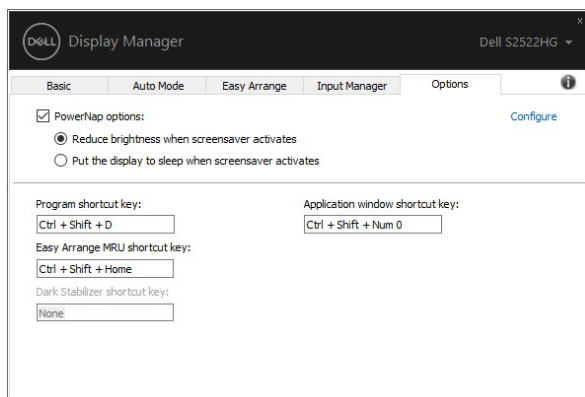 DELL Display Manager Dell S2522HG
x
Basic Auto Mode Easy Arrange Input Manager Options
PowerNap options: Configure
Reduce brightness when screensaver activates
Put the display to sleep when screensaver activates
Program shortcut key: Application window shortcut key:
Ctrl + Shift + D Ctrl + Shift + Num 0
Easy Arrange MRU shortcut key:
Ctrl + Shift + Home
Dark Stabilizer shortcut key:
None